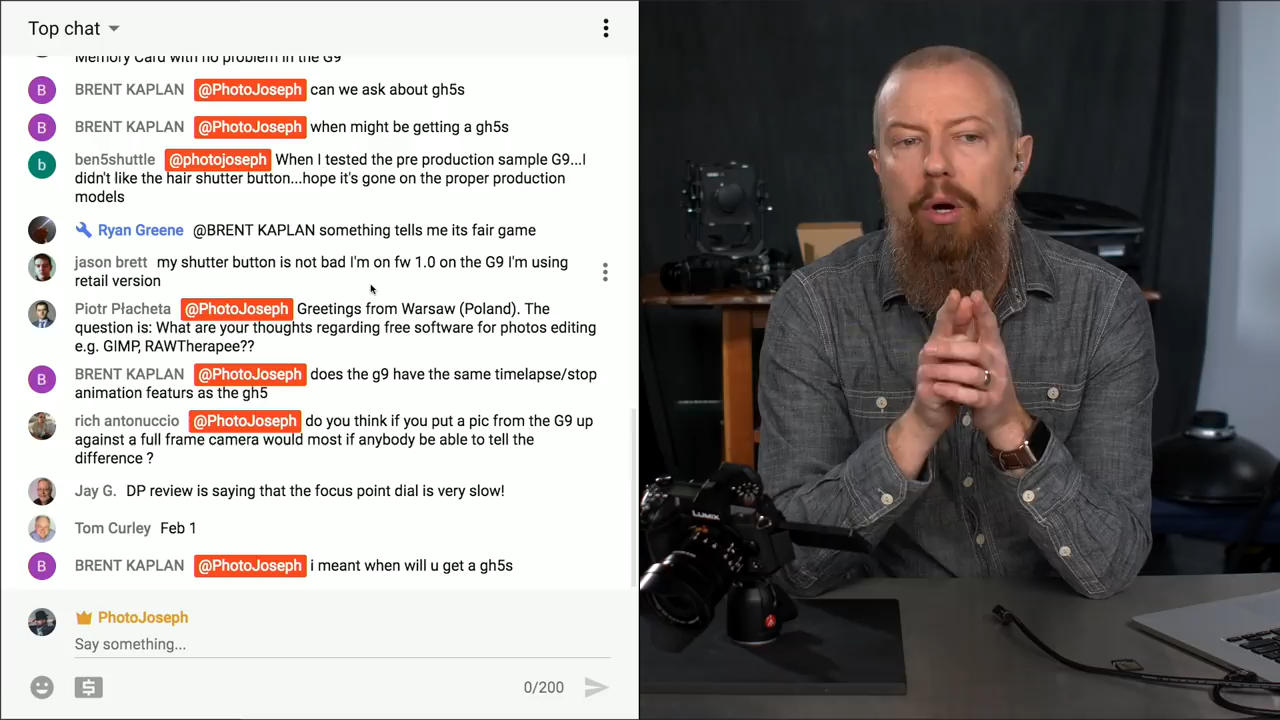 Top chat
Memory Card with no problem in the G9
B BRENT KAPLAN @PhotoJoseph can we ask about gh5s
B BRENT KAPLAN @PhotoJoseph when might be getting a gh5s
b ben5shuttle @photojoseph When I tested the pre production sample G9...I
didn't like the hair shutter button...hope it's gone on the proper production
models
Ryan Greene @BRENT KAPLAN something tells me its fair game
jason brett my shutter button is not bad I'm on fw 1.0 on the G9 I'm using
retail version
Piotr Płacheta @PhotoJoseph Greetings from Warsaw (Poland). The
question is: What are your thoughts regarding free software for photos editing
e.g. GIMP, RAWTherapee??
B BRENT KAPLAN @PhotoJoseph does the g9 have the same timelapse/stop
animation featurs as the gh5
rich antonuccio @PhotoJoseph do you think if you put a pic from the G9 up
against a full frame camera would most if anybody be able to tell the
difference ?
Jay G. DP review is saying that the focus point dial is very slow!
Tom Curley Feb 1
B BRENT KAPLAN @PhotoJoseph i meant when will u get a gh5s
PhotoJoseph
Say something...
0/200
LUMIX